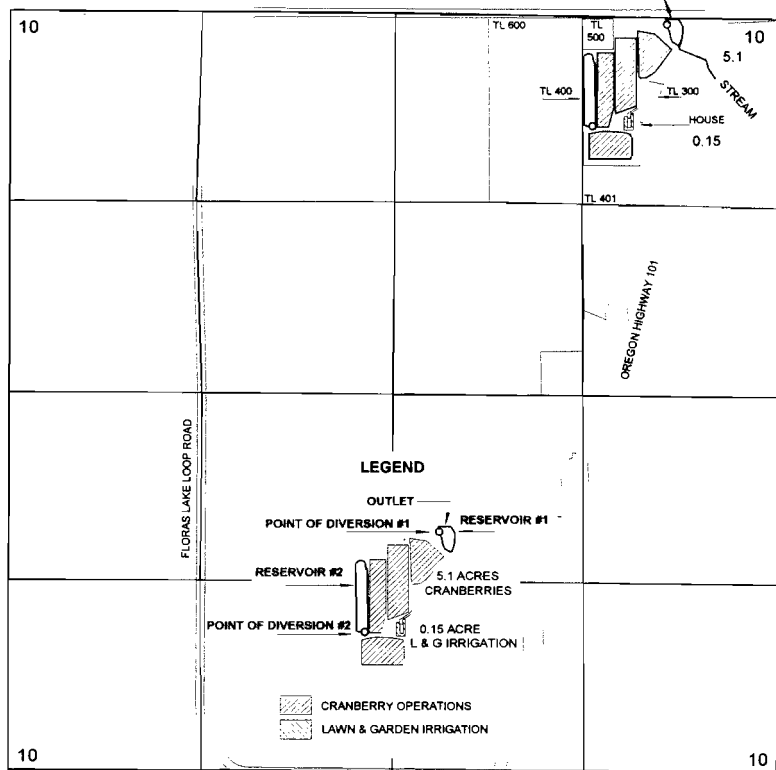 10
TL 600
TL
500
10
5.1
STREAM
TL 400
TL 300
HOUSE
0.15
TL 401
OREGON HIGHWAY 101
FLORAS LAKE LOOP ROAD
LEGEND
OUTLET
POINT OF DIVERSION #1
RESERVOIR #1
RESERVOIR #2
5.1 ACRES
CRANBERRIES
POINT OF DIVERSION #2
0.15 ACRE
L & G IRRIGATION
CRANBERRY OPERATIONS
LAWN & GARDEN IRRIGATION
10
10